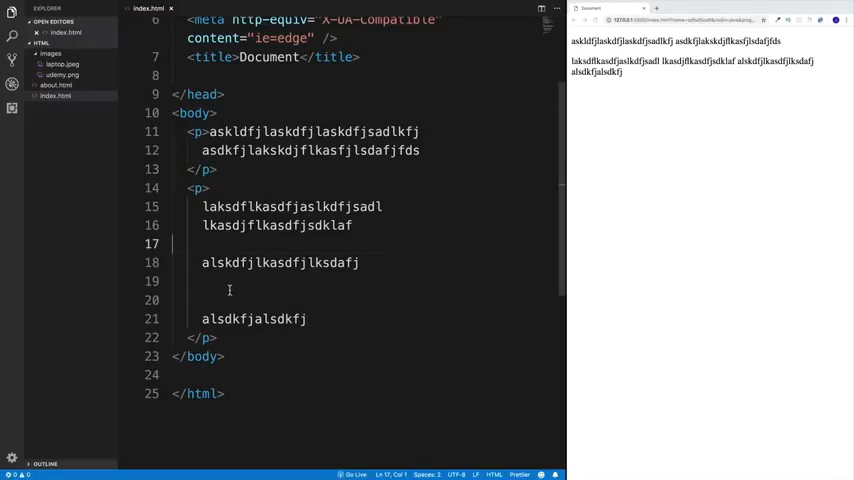 EXPLORER
OPEN EDITORS
index.html
HTML
images
laptop.jpeg
udemy.png
about.html
index.html
OUTLINE
index.html
6 <meta http-equiv="X-UA-Compatible"
content="ie=edge" />
7 <title>Document</title>
8
9 </head>
10 <body>
11 <p>askldfjlaskdfjlaskdfjsadlkfj
12 asdkfjlakskdjflkasfjlsdafjfds
13 </p>
14 <p>
15 laksdflkasdfjaslkdfjsadl
16 lkasdjflkasdfjsdklaf
17
18 alskdfjlkasdfjlksdafj
19
20
21 alsdkfjalsdkfj
22 </p>
23 </body>
24
25 </html>
0 0 Go Live Ln 17, Col 1 Spaces: 2 UTF-8 LF HTML Prettier
Document
askldfjlaskdfjlaskdfjsadlkfj asdkfjlakskdjflkasfjlsdafjfds
laksdflkasdfjaslkdfjsadl lkasdjflkasdfjsdklaf alskdfjlkasdfjlksdafj
alsdkfjalsdkfj